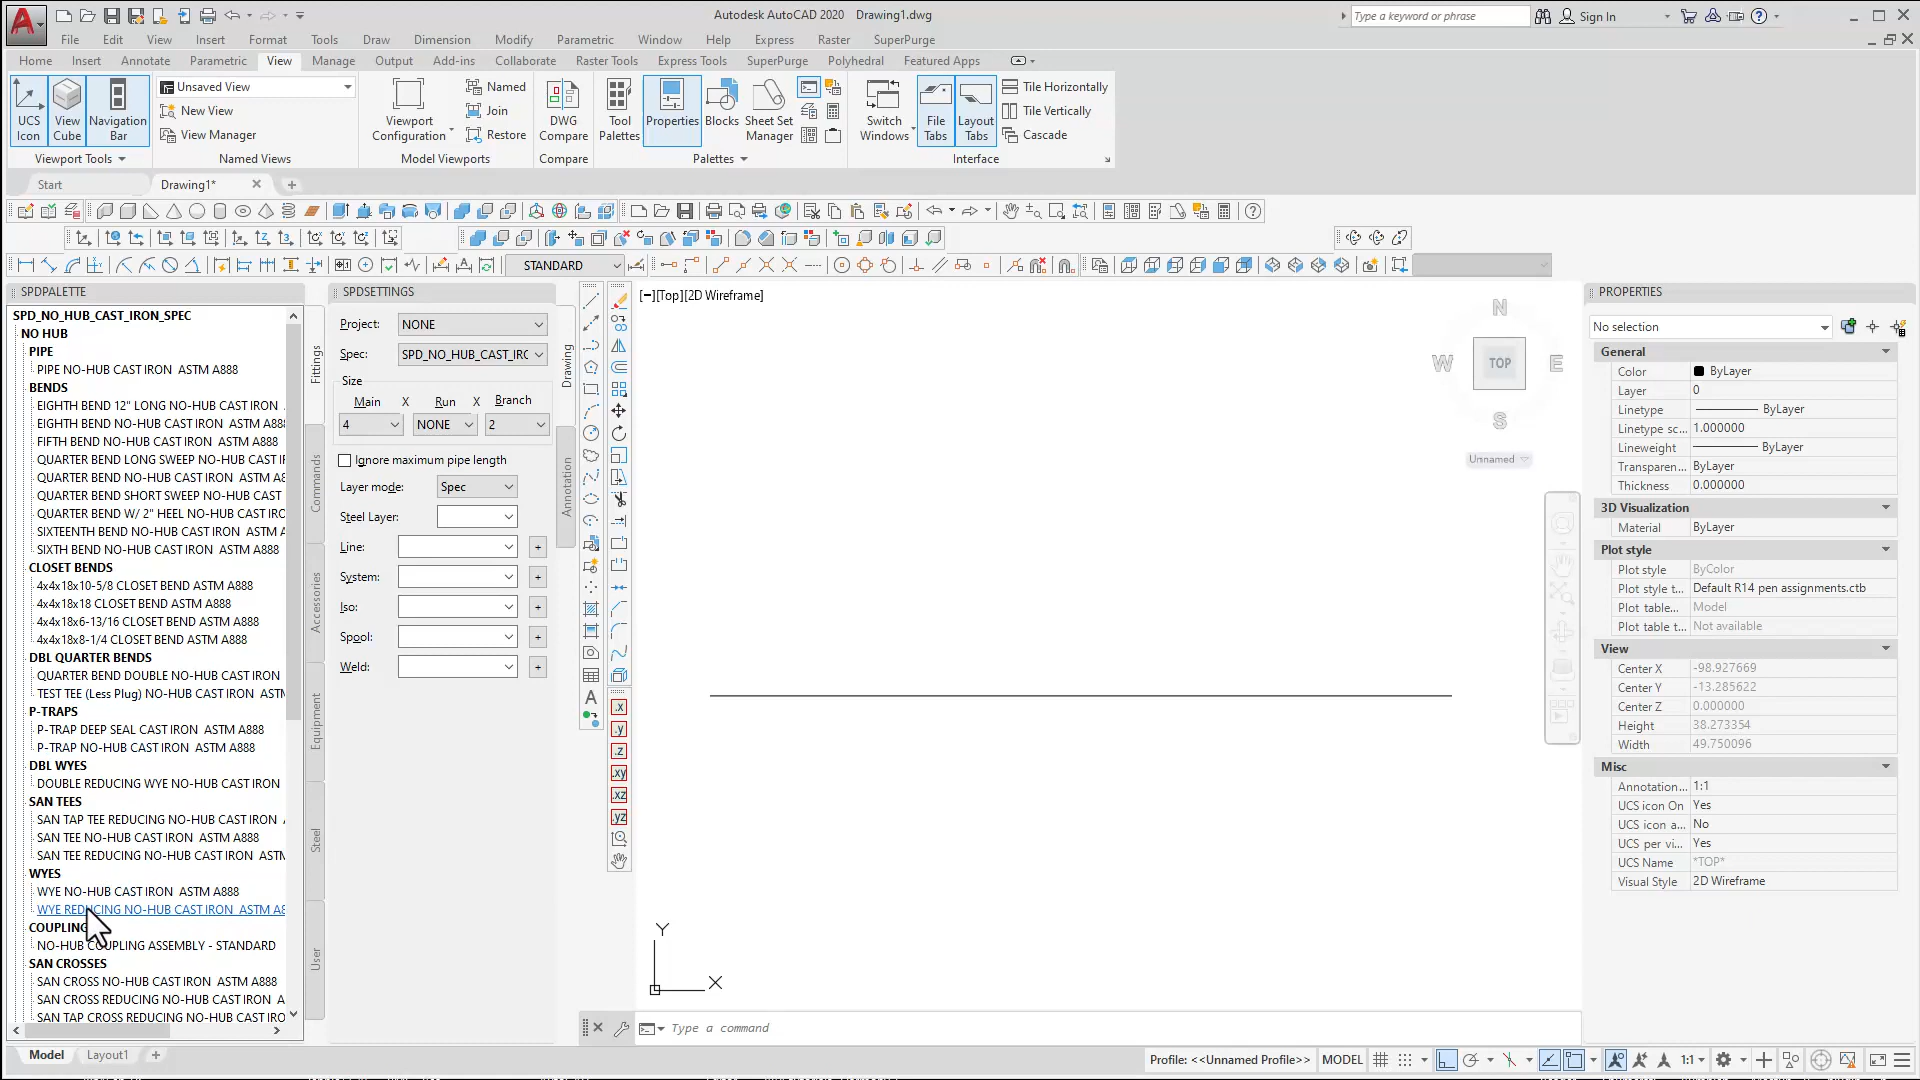 Autodesk AutoCAD 2020 Drawing1.dwg
Type a keyword or phrase
Sign In
File Edit View Insert Format Tools Draw Dimension Modify Parametric Window Help Express Raster SuperPurge
Home Insert Annotate Parametric View Manage Output Add-ins Collaborate Raster Tools Express Tools SuperPurge Polyhedral Featured Apps
UCS Icon
View Cube
Navigation Bar
Viewport Tools
Unsaved View
New View
View Manager
Named Views
Viewport Configuration
Named
Join
Restore
Model Viewports
DWG Compare
Compare
Tool Palettes
Properties
Blocks
Sheet Set Manager
Palettes
Switch Windows
File Tabs
Layout Tabs
Tile Horizontally
Tile Vertically
Cascade
Interface
Start
Drawing1*
STANDARD
SPDPALETTE
SPD_NO_HUB_CAST_IRON_SPEC
NO HUB
PIPE
PIPE NO-HUB CAST IRON ASTM A888
BENDS
EIGHTH BEND 12" LONG NO-HUB CAST IRON
EIGHTH BEND NO-HUB CAST IRON ASTM A888
FIFTH BEND NO-HUB CAST IRON ASTM A888
QUARTER BEND LONG SWEEP NO-HUB CAST I
QUARTER BEND NO-HUB CAST IRON ASTM A8
QUARTER BEND SHORT SWEEP NO-HUB CAST
QUARTER BEND W/ 2" HEEL NO-HUB CAST IRON
SIXTEENTH BEND NO-HUB CAST IRON ASTM A
SIXTH BEND NO-HUB CAST IRON ASTM A888
CLOSET BENDS
4x4x18x10-5/8 CLOSET BEND ASTM A888
4x4x18x18 CLOSET BEND ASTM A888
4x4x18x6-13/16 CLOSET BEND ASTM A888
4x4x18x8-1/4 CLOSET BEND ASTM A888
DBL QUARTER BENDS
QUARTER BEND DOUBLE NO-HUB CAST IRON
TEST TEE (Less Plug) NO-HUB CAST IRON ASTM
P-TRAPS
P-TRAP DEEP SEAL CAST IRON ASTM A888
P-TRAP NO-HUB CAST IRON ASTM A888
DBL WYES
DOUBLE REDUCING WYE NO-HUB CAST IRON
SAN TEES
SAN TAP TEE REDUCING NO-HUB CAST IRON
SAN TEE NO-HUB CAST IRON ASTM A888
SAN TEE REDUCING NO-HUB CAST IRON ASTM
WYES
WYE NO-HUB CAST IRON ASTM A888
WYE REDUCING NO-HUB CAST IRON ASTM A8
COUPLING
NO-HUB COUPLING ASSEMBLY - STANDARD
SAN CROSSES
SAN CROSS NO-HUB CAST IRON ASTM A888
SAN CROSS REDUCING NO-HUB CAST IRON A
SAN TAP CROSS REDUCING NO-HUB CAST IRO
Fittings
Commands
Accessories
Equipment
Steel
User
SPDSETTINGS
Project: NONE
Spec: SPD_NO_HUB_CAST_IRC
Size
Main X Run X Branch
4 NONE 2
Ignore maximum pipe length
Layer mode: Spec
Steel Layer:
Line: +
System: +
Iso: +
Spool: +
Weld: +
Drawing
Annotation
A
.x
.y
.z
.xy
.xz
.yz
[−][Top][2D Wireframe]
N
W TOP E
S
Unnamed
Y
X
Type a command
PROPERTIES
No selection
General
Color ByLayer
Layer 0
Linetype ByLayer
Linetype sc... 1.000000
Lineweight ByLayer
Transparen... ByLayer
Thickness 0.000000
3D Visualization
Material ByLayer
Plot style
Plot style ByColor
Plot style t... Default R14 pen assignments.ctb
Plot table... Model
Plot table t... Not available
View
Center X -98.927669
Center Y -13.285622
Center Z 0.000000
Height 38.273354
Width 49.750096
Misc
Annotation... 1:1
UCS icon On Yes
UCS icon a... No
UCS per vi... Yes
UCS Name *TOP*
Visual Style 2D Wireframe
Model Layout1 +
Profile: <<Unnamed Profile>> MODEL 1:1